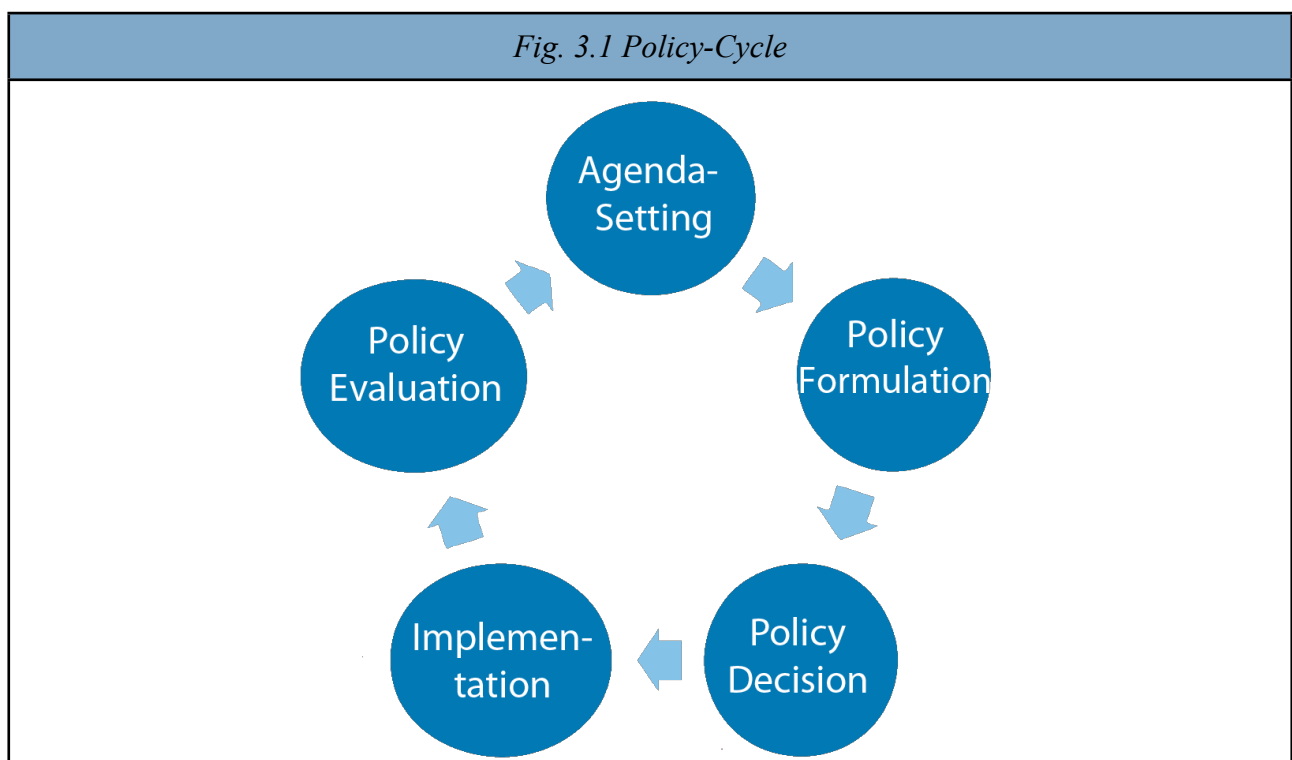 Fig. 3.1 Policy-Cycle
Agenda-
Setting
Policy
Formulation
Policy
Decision
Implemen-
tation
Policy
Evaluation